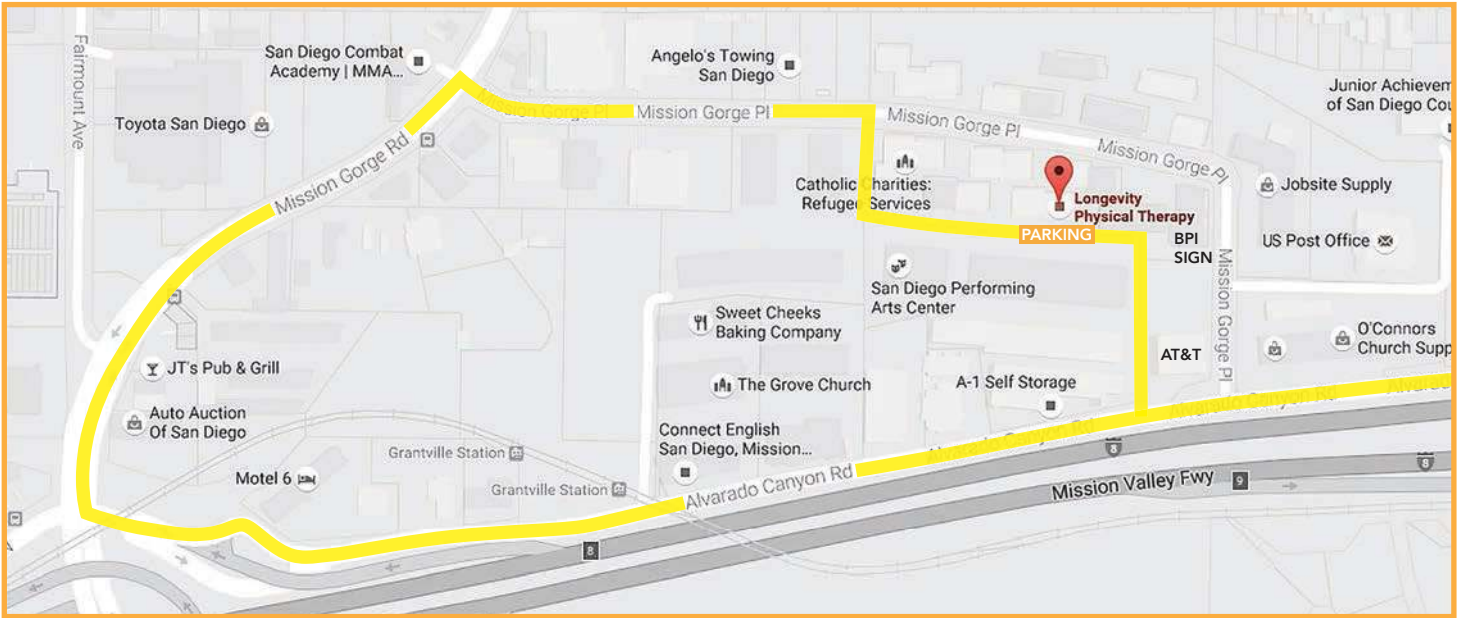 Fairmount Ave
San Diego Combat
Academy | MMA...
Angelo's Towing
San Diego
Junior Achievem
of San Diego Cou
Toyota San Diego
Mission Gorge Pl
Mission Gorge Pl
Mission Gorge Pl
Mission Gorge Pl
Mission Gorge Rd
Catholic Charities:
Refugee Services
Longevity
Physical Therapy
Jobsite Supply
PARKING
BPI
SIGN
US Post Office
Mission Gorge Pl
San Diego Performing
Arts Center
Sweet Cheeks
Baking Company
O'Connors
Church Supp
JT's Pub & Grill
AT&T
The Grove Church
A-1 Self Storage
Auto Auction
Of San Diego
Alvarado Canyon Rd
Alvarado
Connect English
San Diego, Mission...
Alvarado Canyon Rd
Grantville Station
8
8
Motel 6
Grantville Station
Alvarado Canyon Rd
Mission Valley Fwy
9
8